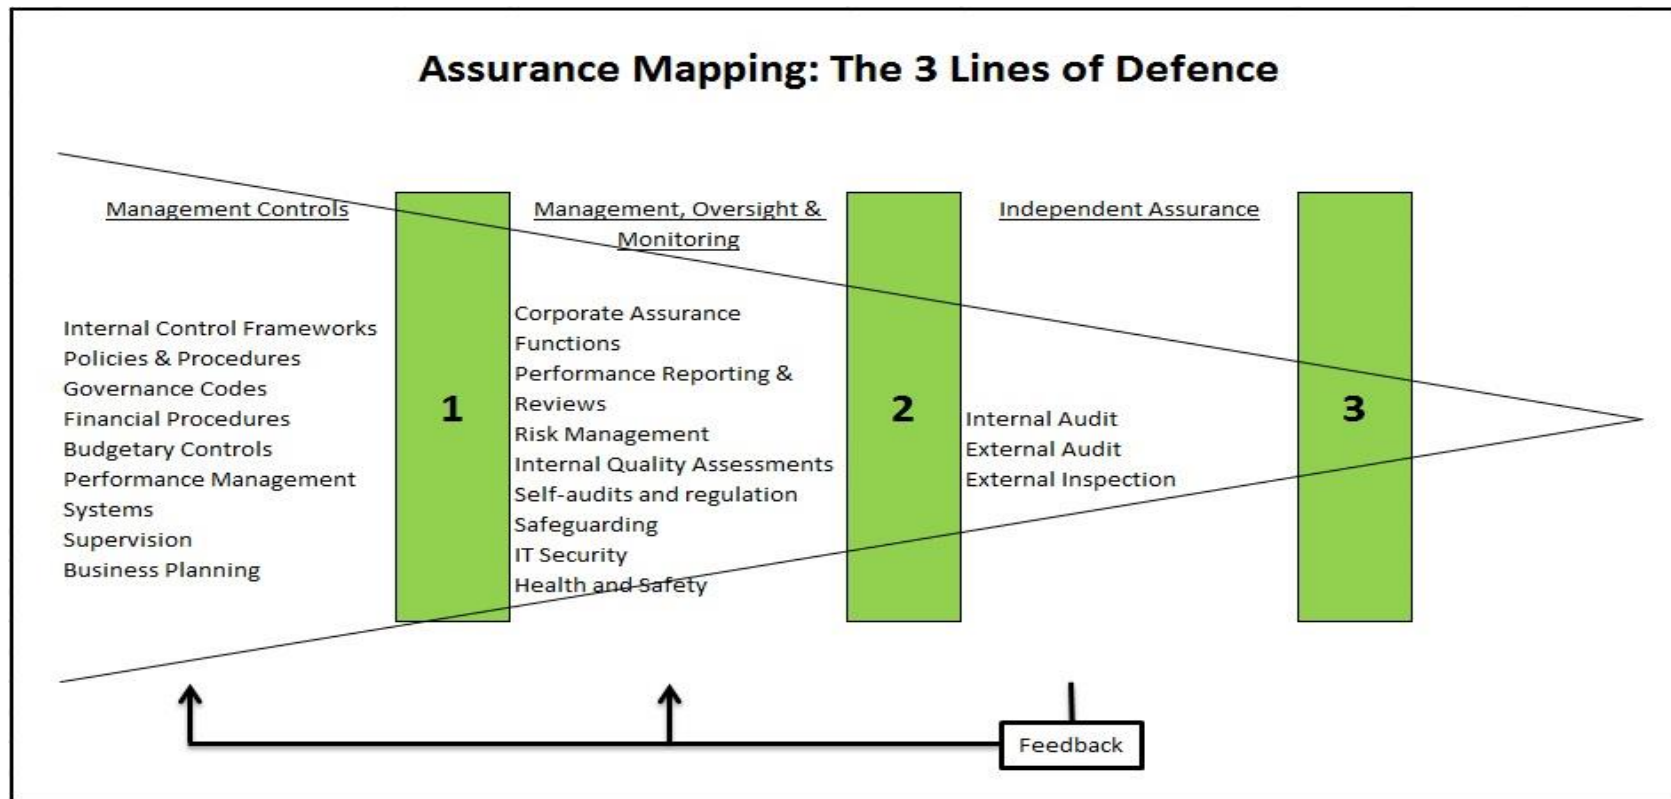 Assurance Mapping: The 3 Lines of Defence
Management Controls
Internal Control Frameworks
Policies & Procedures
Governance Codes
Financial Procedures
Budgetary Controls
Performance Management
Systems
Supervision
Business Planning
1
Management, Oversight &
Monitoring
Corporate Assurance
Functions
Performance Reporting &
Reviews
Risk Management
Internal Quality Assessments
Self-audits and regulation
Safeguarding
IT Security
Health and Safety
2
Independent Assurance
Internal Audit
External Audit
External Inspection
3
Feedback